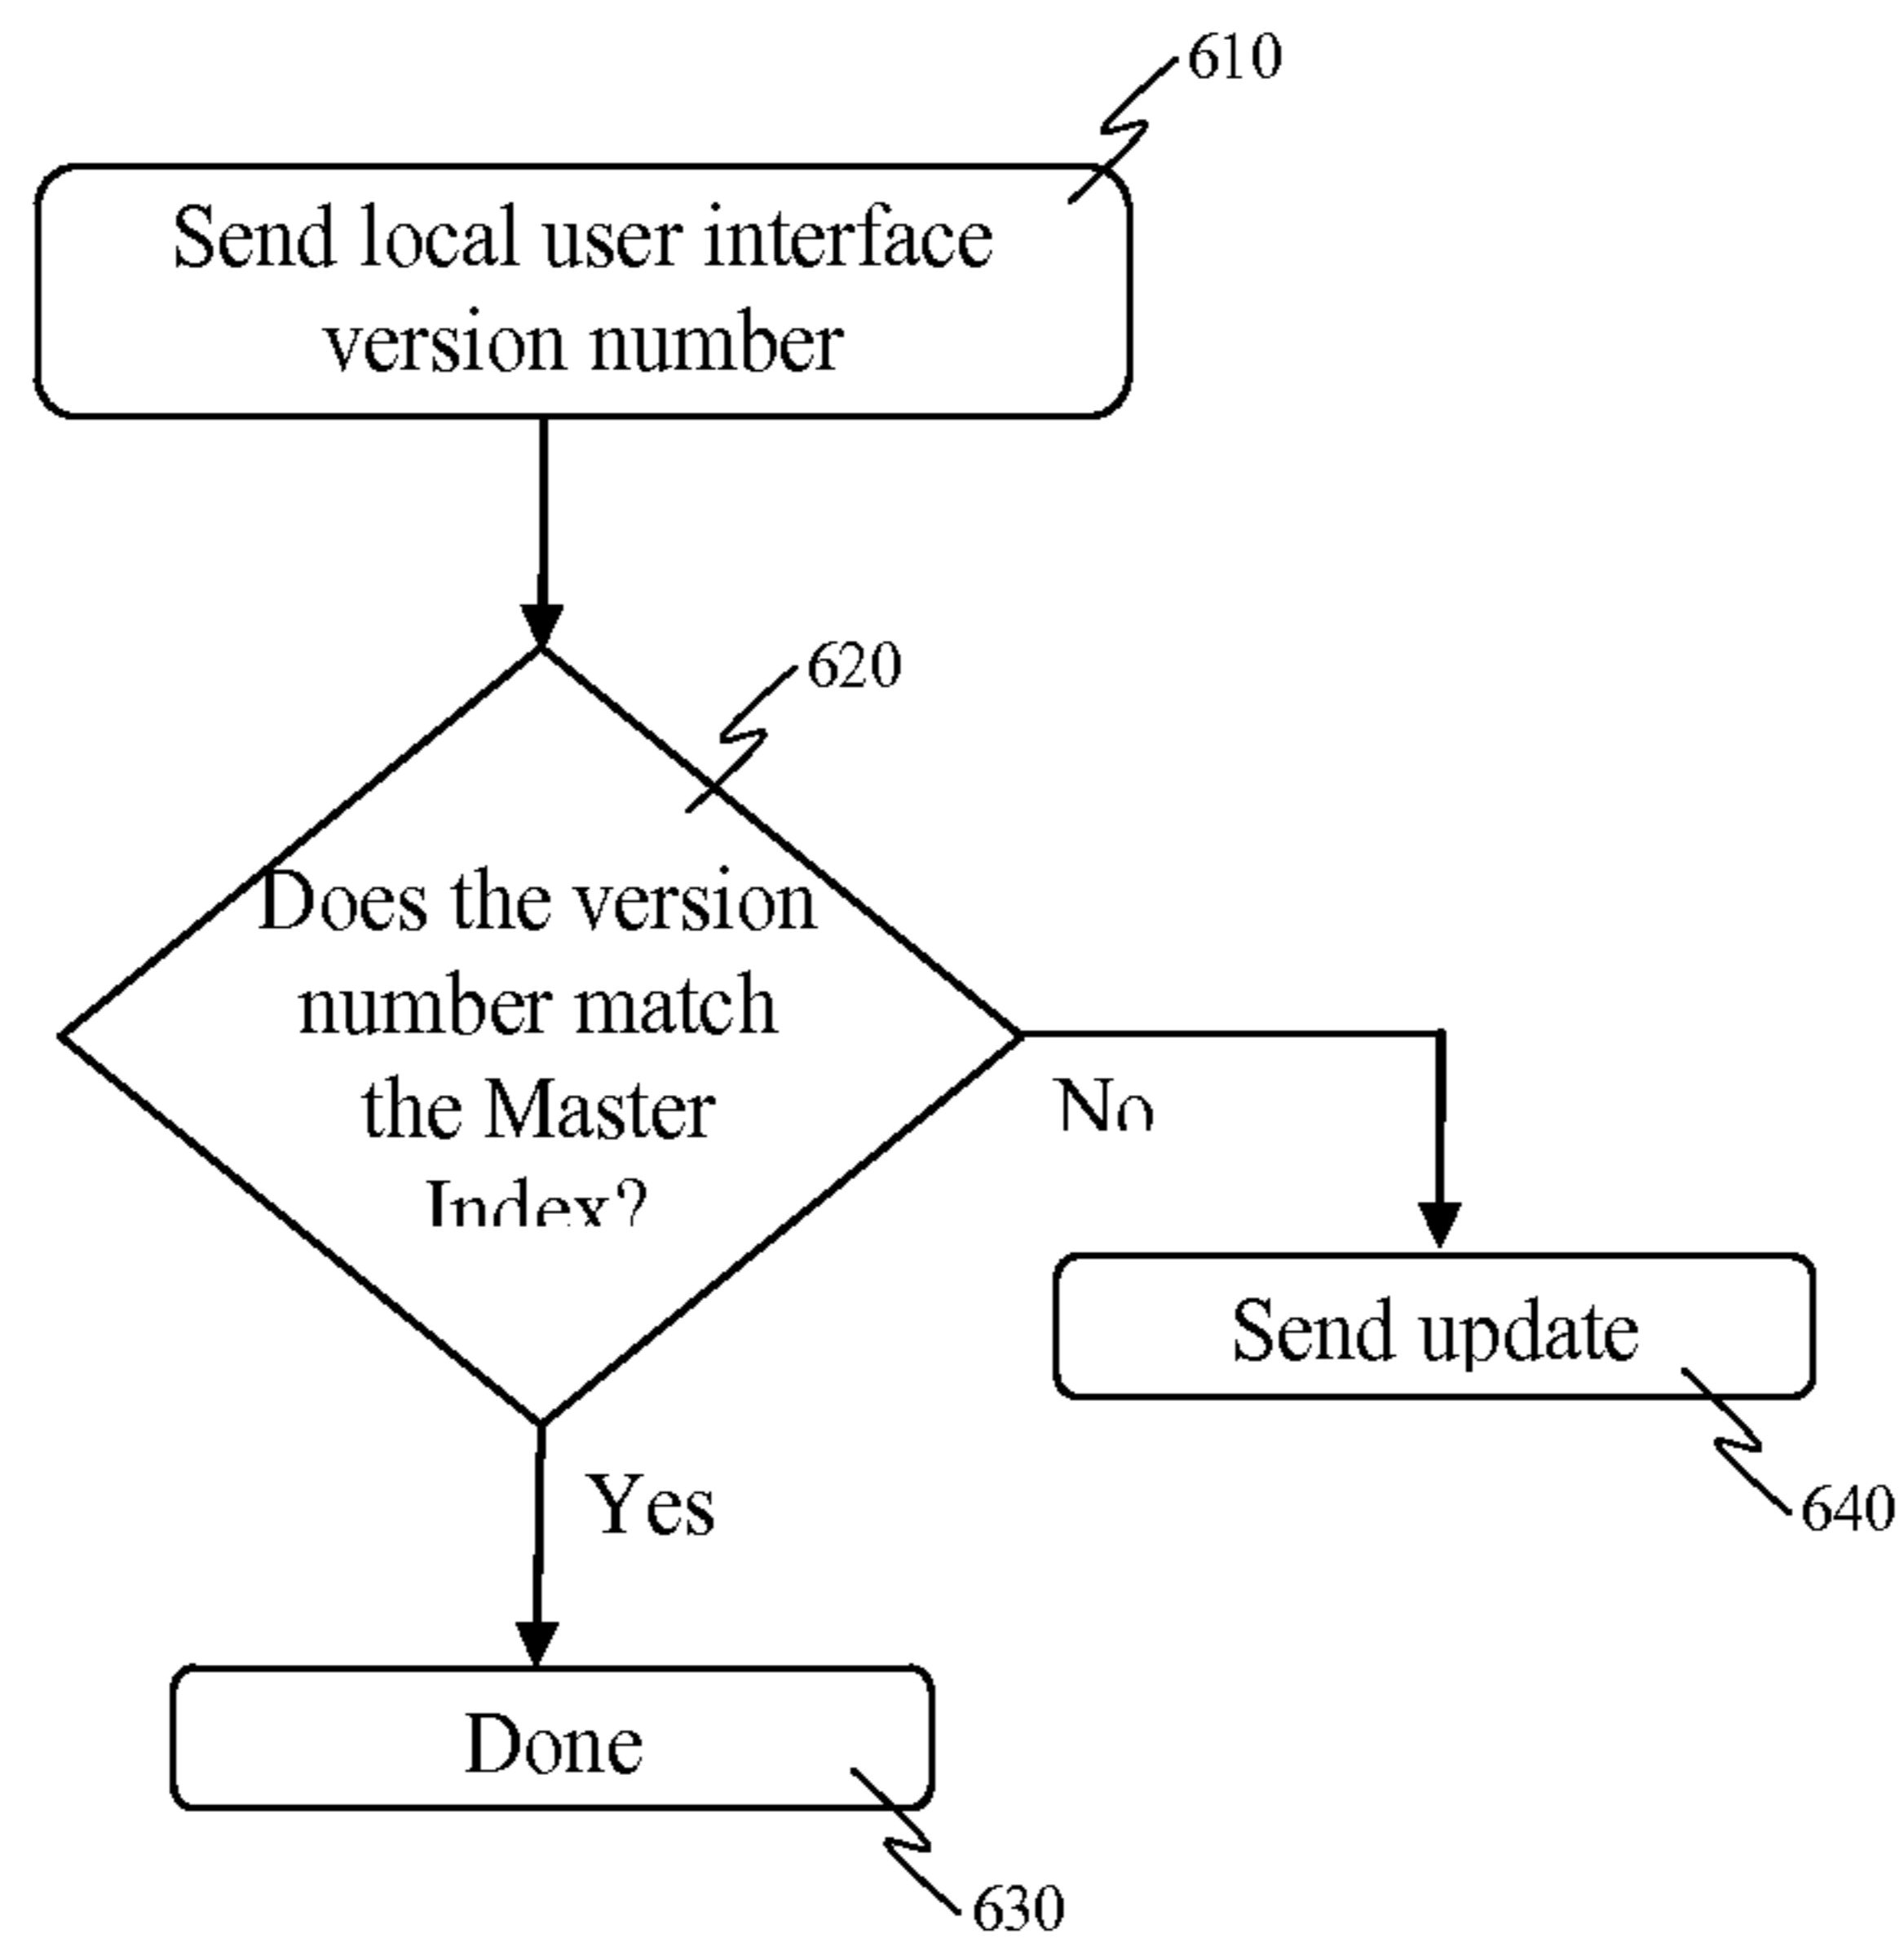 610
Send local user interface
version number
620
Does the version
number match
the Master
Index?
No
Send update
640
Yes
Done
630